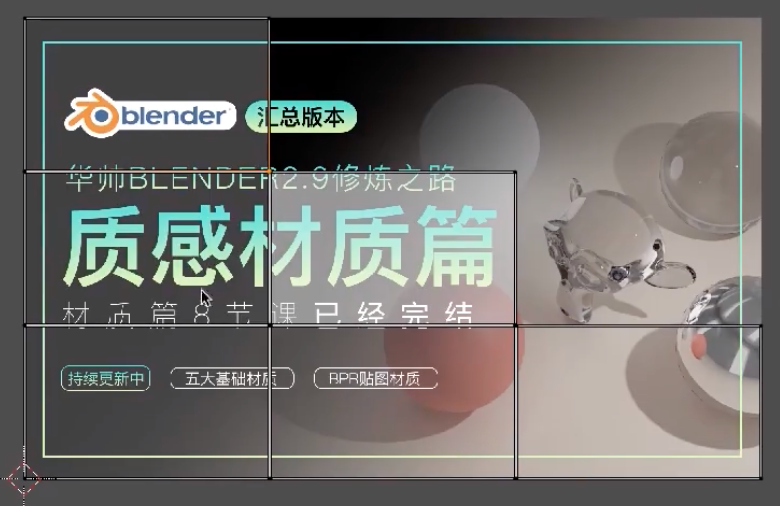 blender 汇总版本
华帅BLENDER2.9修炼之路
质感材质篇
材质篇8节课已经完结
持续更新中 五大基础材质 BPR贴图材质